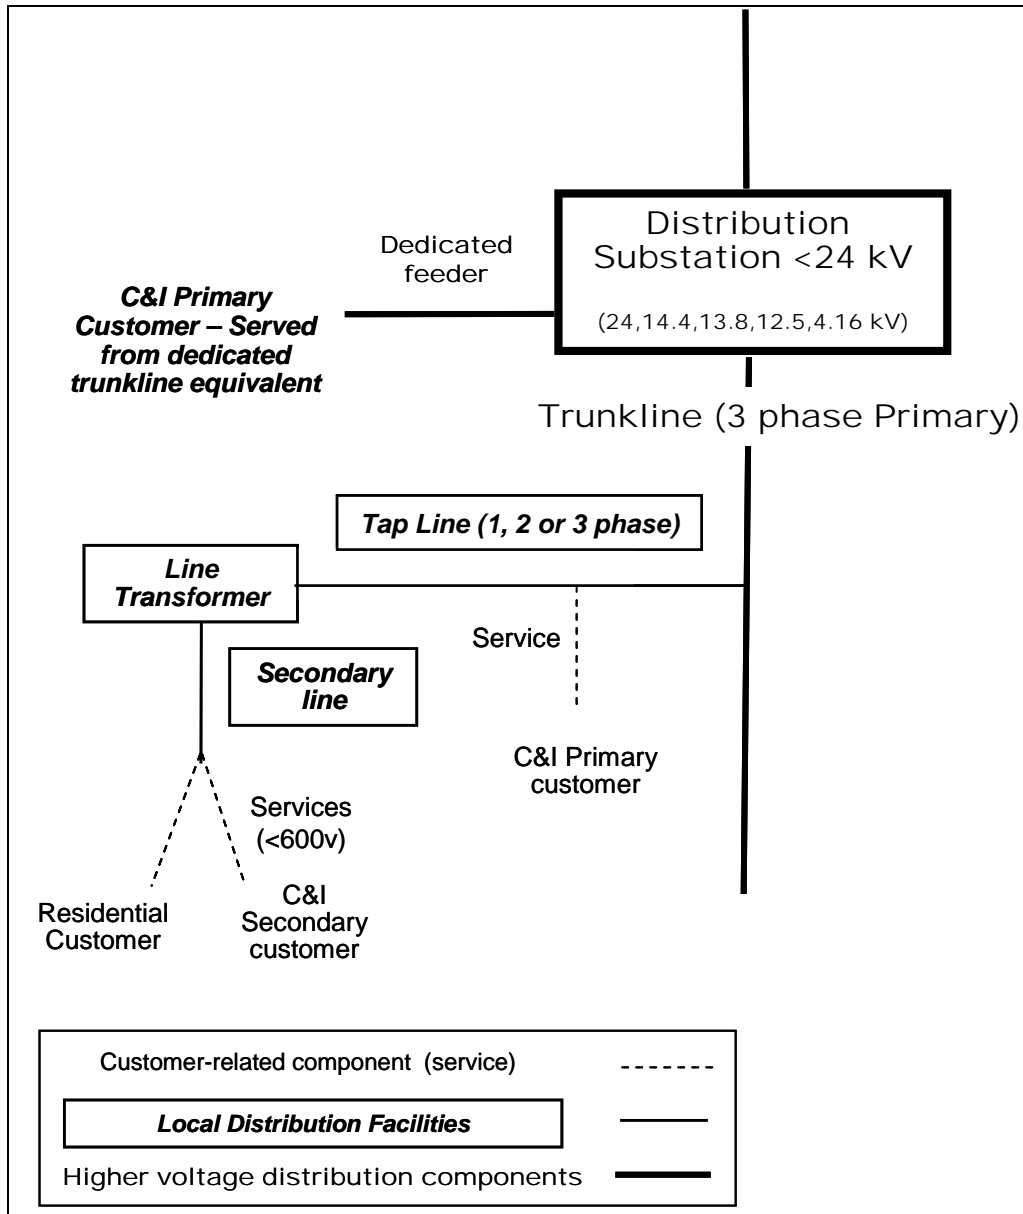 Distribution
Substation <24 kV
(24,14.4,13.8,12.5,4.16 kV)
Dedicated
feeder
C&I Primary
Customer – Served
from dedicated
trunkline equivalent
Trunkline (3 phase Primary)
Tap Line (1, 2 or 3 phase)
Line
Transformer
Service
Secondary
line
C&I Primary
customer
Services
(<600v)
Residential
Customer
C&I
Secondary
customer
Customer-related component (service)
Local Distribution Facilities
Higher voltage distribution components